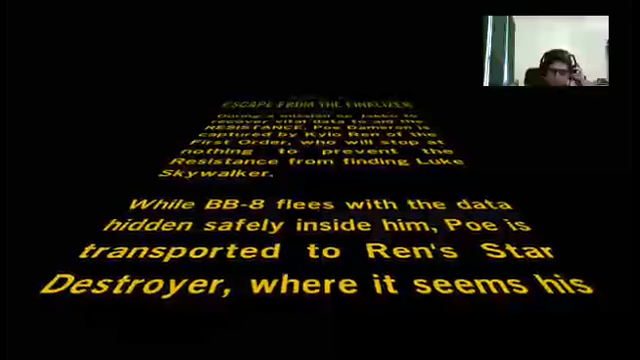 ESCAPE FROM THE FINALIZER
During a mission on Jakku to
recover vital data to aid the
RESISTANCE, Poe Dameron is
captured by Kylo Ren of the
First Order, who will stop at
nothing to prevent the
Resistance from finding Luke
Skywalker.
While BB-8 flees with the data
hidden safely inside him, Poe is
transported to Ren's Star
Destroyer, where it seems his